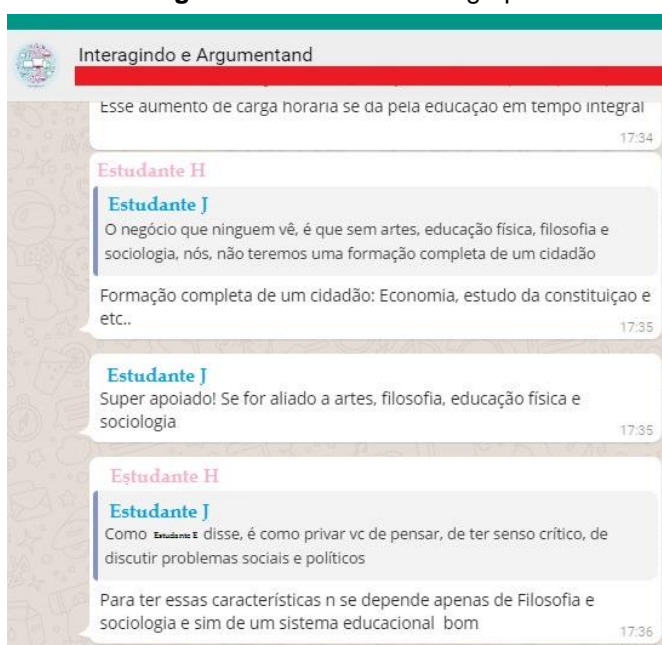 Interagindo e Argumentand
Esse aumento de carga horária se dá pela educação em tempo integral
17:34
Estudante H
Estudante J
O negócio que ninguem vê, é que sem artes, educação física, filosofia e
sociologia, nós, não teremos uma formação completa de um cidadão
Formação completa de um cidadão: Economia, estudo da constituiçao e
etc..
17:35
Estudante J
Super apoiado! Se for aliado a artes, filosofia, educação física e
sociologia
17:35
Estudante H
Estudante J
Como Estudante E disse, é como privar vc de pensar, de ter senso crítico, de
discutir problemas sociais e políticos
Para ter essas características n se depende apenas de Filosofia e
sociologia e sim de um sistema educacional bom
17:36